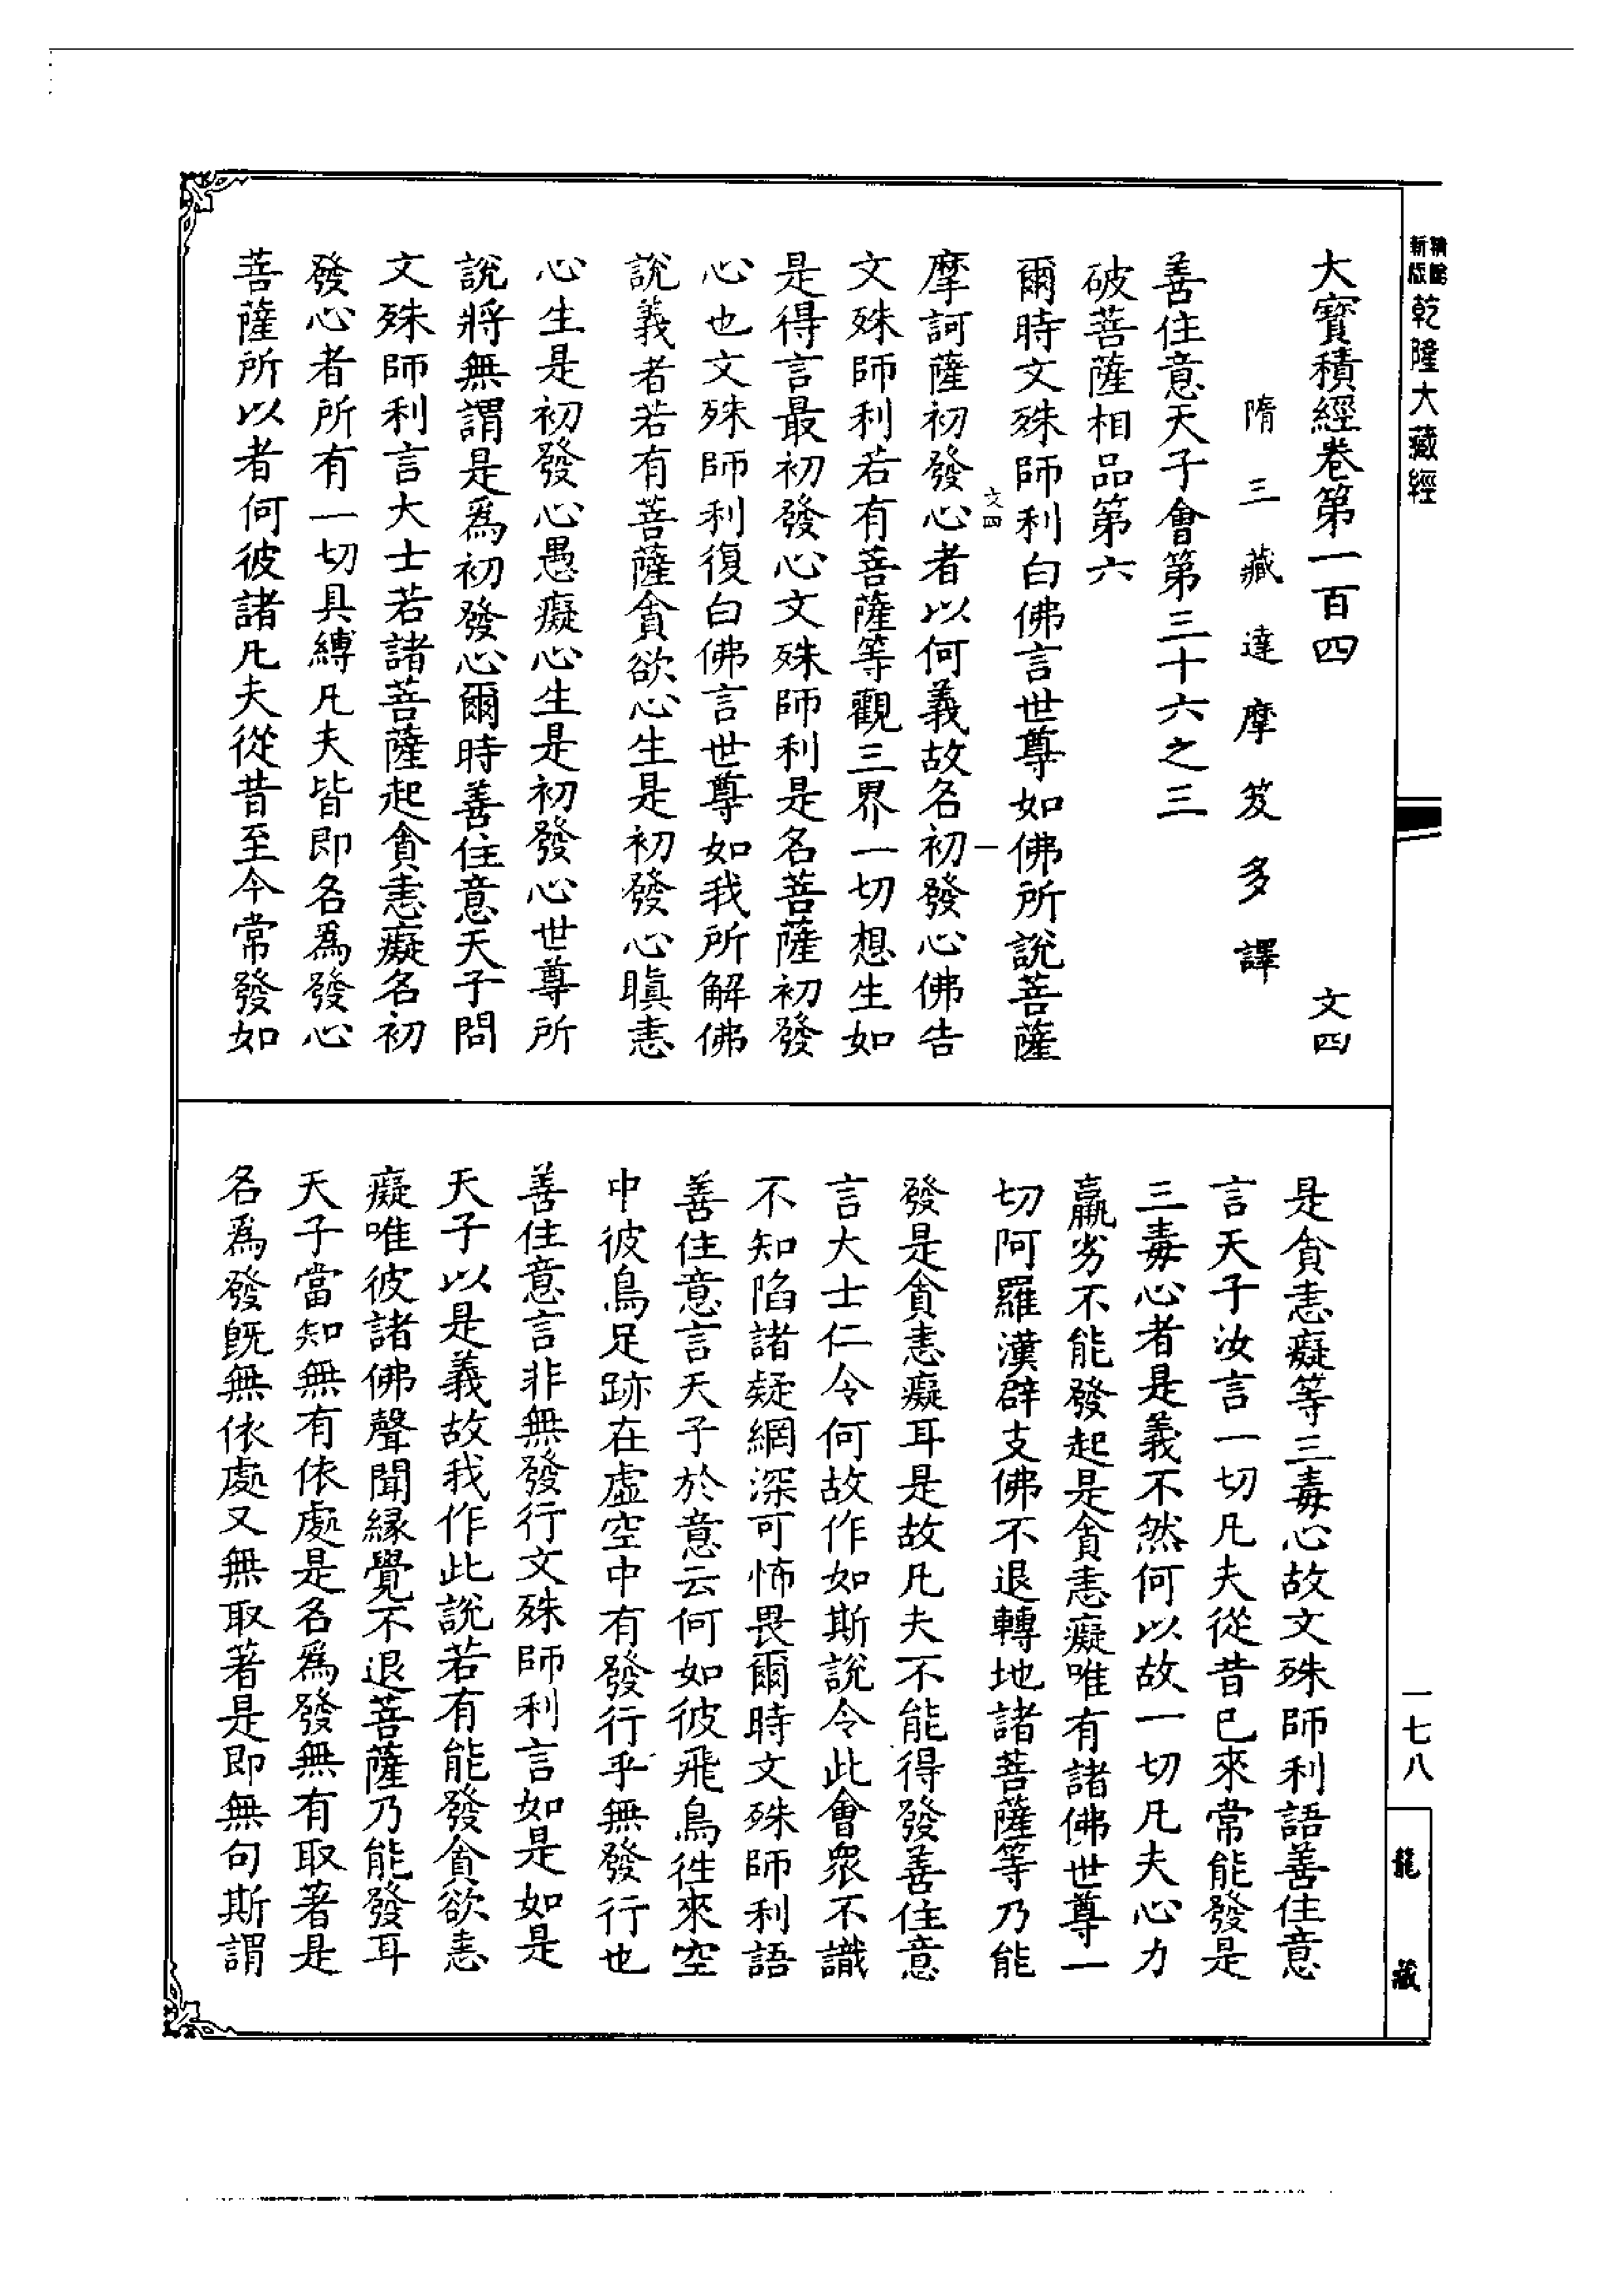 新版
精縮
乾隆大藏經
大寶積經卷第一百四 文四
隋三藏達摩笈多譯
善住意天子會第三十六之三
破菩薩相品第六
爾時文殊師利白佛言世尊如佛所說菩薩
文四 一
摩訶薩初發心者以何義故名初發心佛告
文殊師利若有菩薩等觀三界一切想生如
是得言最初發心文殊師利是名菩薩初發
心也文殊師利復白佛言世尊如我所解佛
說義者若有菩薩貪欲心生是初發心瞋恚
心生是初發心愚癡心生是初發心世尊所
說將無謂是爲初發心爾時善住意天子問
文殊師利言大士若諸菩薩起貪恚癡名初
發心者所有一切具縛凡夫皆即名爲發心
菩薩所以者何彼諸凡夫從昔至今常發如
是貪恚癡等三毒心故文殊師利語善住意
言天子汝言一切凡夫從昔已來常能發是
三毒心者是義不然何以故一切凡夫心力
羸劣不能發起是貪恚癡唯有諸佛世尊一
切阿羅漢辟支佛不退轉地諸菩薩等乃能
發是貪恚癡耳是故凡夫不能得發善住意
言大士仁今何故作如斯說令此會眾不識
不知陷諸疑網深可怖畏爾時文殊師利語
善住意言天子於意云何如彼飛鳥徃來空
中彼鳥足跡在虛空中有發行乎無發行也
善住意言非無發行文殊師利言如是如是
天子以是義故我作此說若有能發貪欲恚
癡唯彼諸佛聲聞緣覺不退菩薩乃能發耳
天子當知無有依處是名爲發無有取著是
名爲發旣無依處又無取著是即無句斯謂
一七八
龍藏